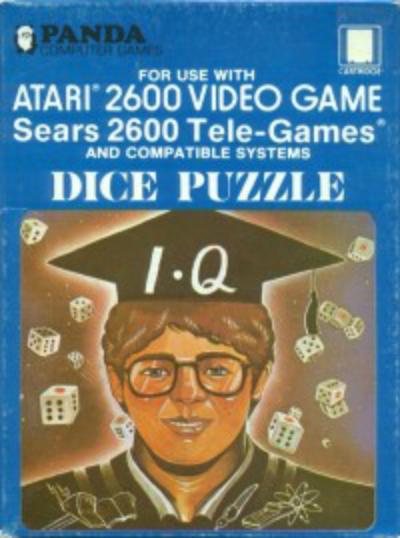 PANDA
COMPUTER GAMES
CARTRIDGE
FOR USE WITH
ATARI® 2600 VIDEO GAME
Sears 2600 Tele-Games®
AND COMPATIBLE SYSTEMS
DICE PUZZLE
I·Q